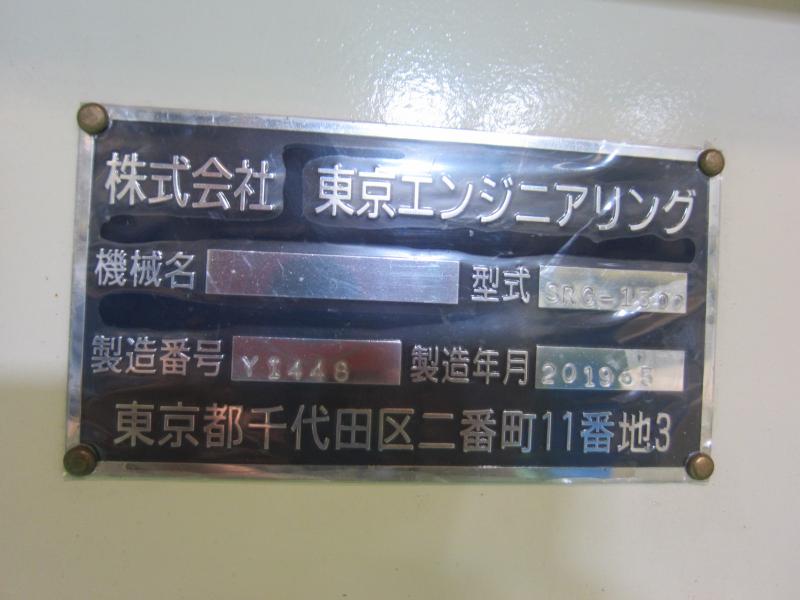 株式会社 東京エンジニアリング
機械名 型式 SRG-1500
製造番号 Y1448 製造年月 2019.5
東京都千代田区二番町11番地3